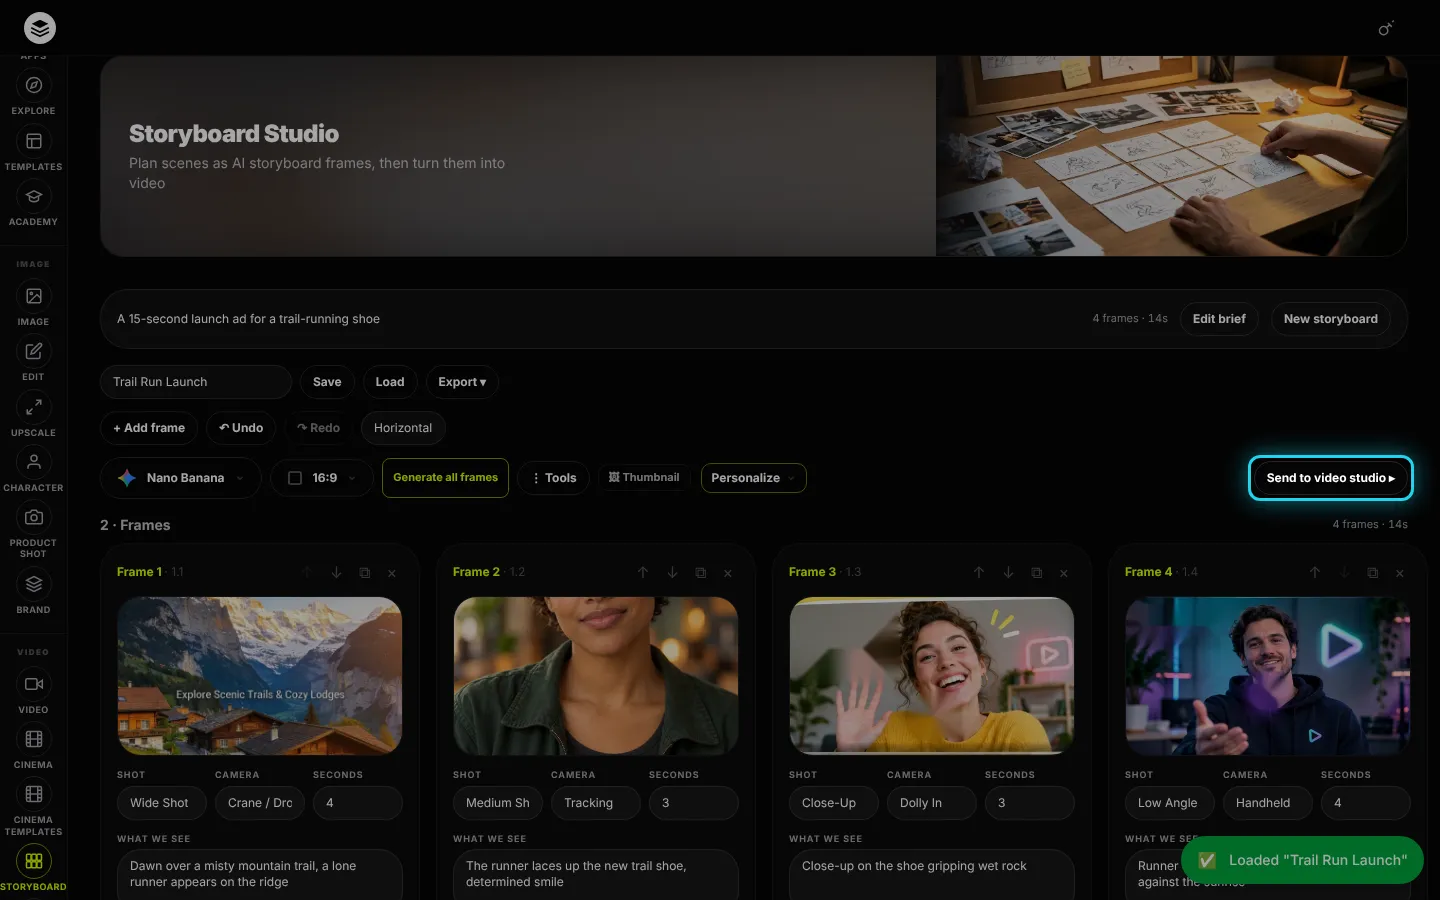 APPS
EXPLORE
TEMPLATES
ACADEMY
IMAGE
IMAGE
EDIT
UPSCALE
CHARACTER
PRODUCT
SHOT
BRAND
VIDEO
VIDEO
CINEMA
CINEMA
TEMPLATES
STORYBOARD
Storyboard Studio
Plan scenes as AI storyboard frames, then turn them into
video
A 15-second launch ad for a trail-running shoe
4 frames · 14s
Edit brief
New storyboard
Trail Run Launch
Save
Load
Export ▾
+ Add frame
↶ Undo
↷ Redo
Horizontal
Nano Banana
16:9
Generate all frames
⋮ Tools
🖼 Thumbnail
Personalize
Send to video studio ▸
2 · Frames
4 frames · 14s
Frame 1 · 1.1
Explore Scenic Trails & Cozy Lodges
SHOT
CAMERA
SECONDS
Wide Shot
Crane / Drc
4
WHAT WE SEE
Dawn over a misty mountain trail, a lone
runner appears on the ridge
Frame 2 · 1.2
SHOT
CAMERA
SECONDS
Medium Sh
Tracking
3
WHAT WE SEE
The runner laces up the new trail shoe,
determined smile
Frame 3 · 1.3
SHOT
CAMERA
SECONDS
Close-Up
Dolly In
3
WHAT WE SEE
Close-up on the shoe gripping wet rock
Frame 4 · 1.4
SHOT
CAMERA
SECONDS
Low Angle
Handheld
4
WHAT WE SEE
Runner
against the sunrise
✅ Loaded "Trail Run Launch"